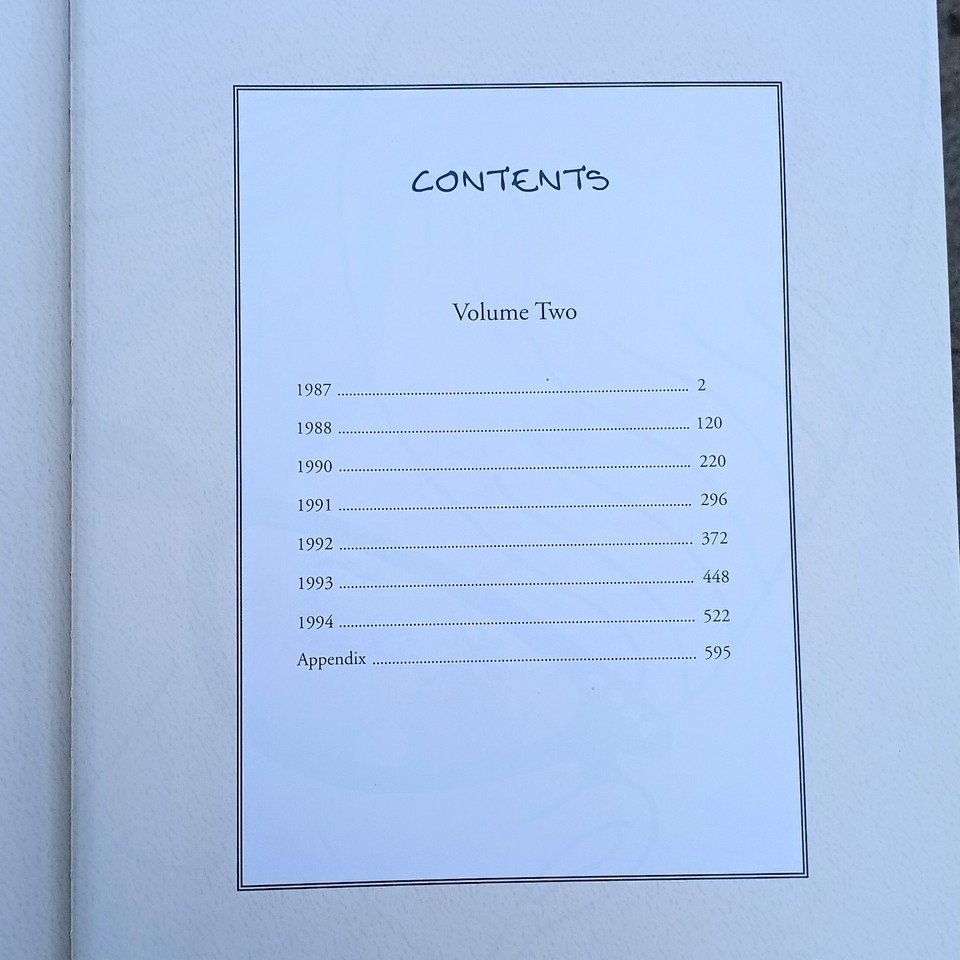 CONTENTS
Volume Two
1987 ........................................................................ 2
1988 ........................................................................ 120
1990 ........................................................................ 220
1991 ........................................................................ 296
1992 ........................................................................ 372
1993 ........................................................................ 448
1994 ........................................................................ 522
Appendix ................................................................. 595